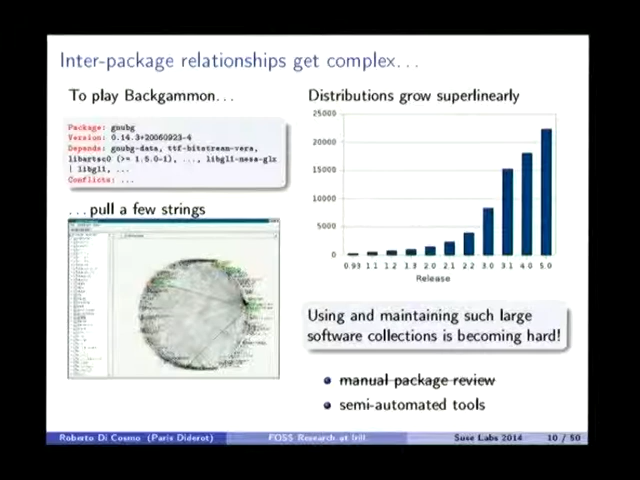 Inter-package relationships get complex...
To play Backgammon...
Package: gnubg
Version: 0.14.3+20060923-4
Depends: gnubg-data, ttf-bitstream-vera,
libartsc0 (>= 1.5.0-1), ..., libgl1-mesa-glx
| libgl1, ...
Conflicts: ...
...pull a few strings
Distributions grow superlinearly
25000
20000
15000
10000
5000
0
0.93 1.1 1.2 1.3 2.0 2.1 2.2 3.0 3.1 4.0 5.0
Release
Using and maintaining such large
software collections is becoming hard!
manual package review
semi-automated tools
Roberto Di Cosmo (Paris Diderot)
FOSS Research at Irill
Suse Labs 2014
10 / 50